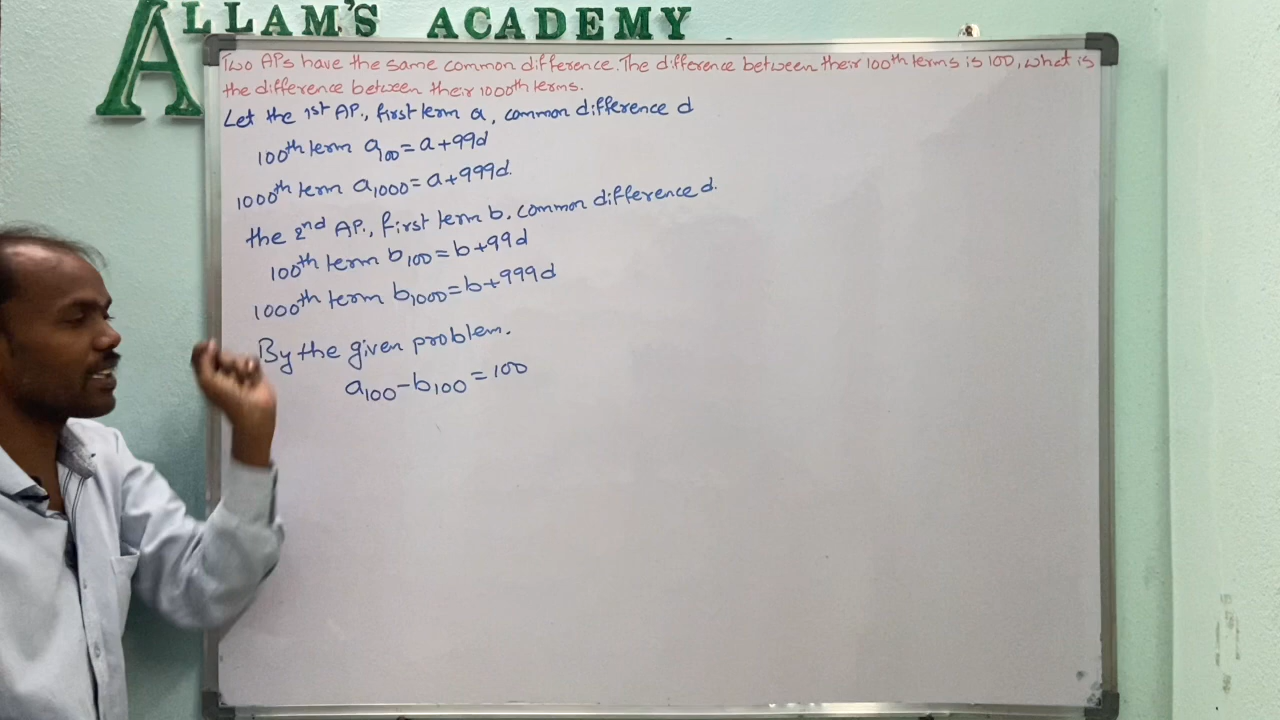 ALLAM'S ACADEMY
Two APs have the same common difference. The difference between their 100th terms is 100, what is
the difference between their 1000th terms.
Let the 1st AP., first term a, common difference d
100th term a100 = a+99d
1000th term a1000 = a+999d.
the 2nd AP., first term b, common difference d.
100th term b100 = b+99d
1000th term b1000 = b+999d
By the given problem.
a100 - b100 = 100